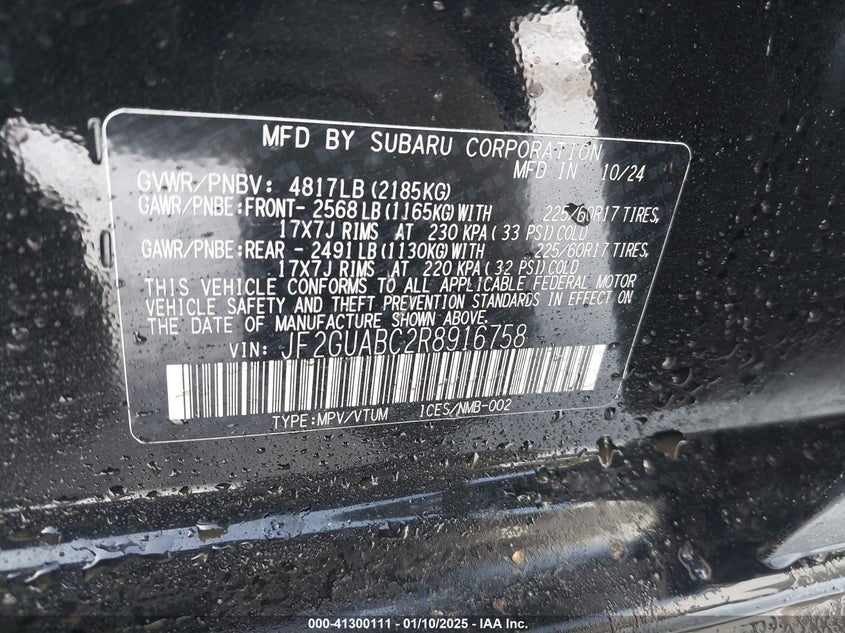 MFD BY SUBARU CORPORATION
MFD IN 10/24
GVWR/PNBV: 4817LB (2185KG)
GAWR/PNBE:FRONT- 2568LB (1165KG)WITH 225/60R17 TIRES,
17X7J RIMS AT 230 KPA ( 33 PSI) COLD
GAWR/PNBE:REAR - 2491LB (1130KG)WITH 225/60R17 TIRES,
17X7J RIMS AT 220 KPA ( 32 PSI) COLD
THIS VEHICLE CONFORMS TO ALL APPLICABLE FEDERAL MOTOR
VEHICLE SAFETY AND THEFT PREVENTION STANDARDS IN EFFECT ON
THE DATE OF MANUFACTURE SHOWN ABOVE.
VIN: JF2GUABC2R8916758
TYPE:MPV/VTUM ICES/NMB-002
000-41300111 - 01/10/2025 - IAA Inc.